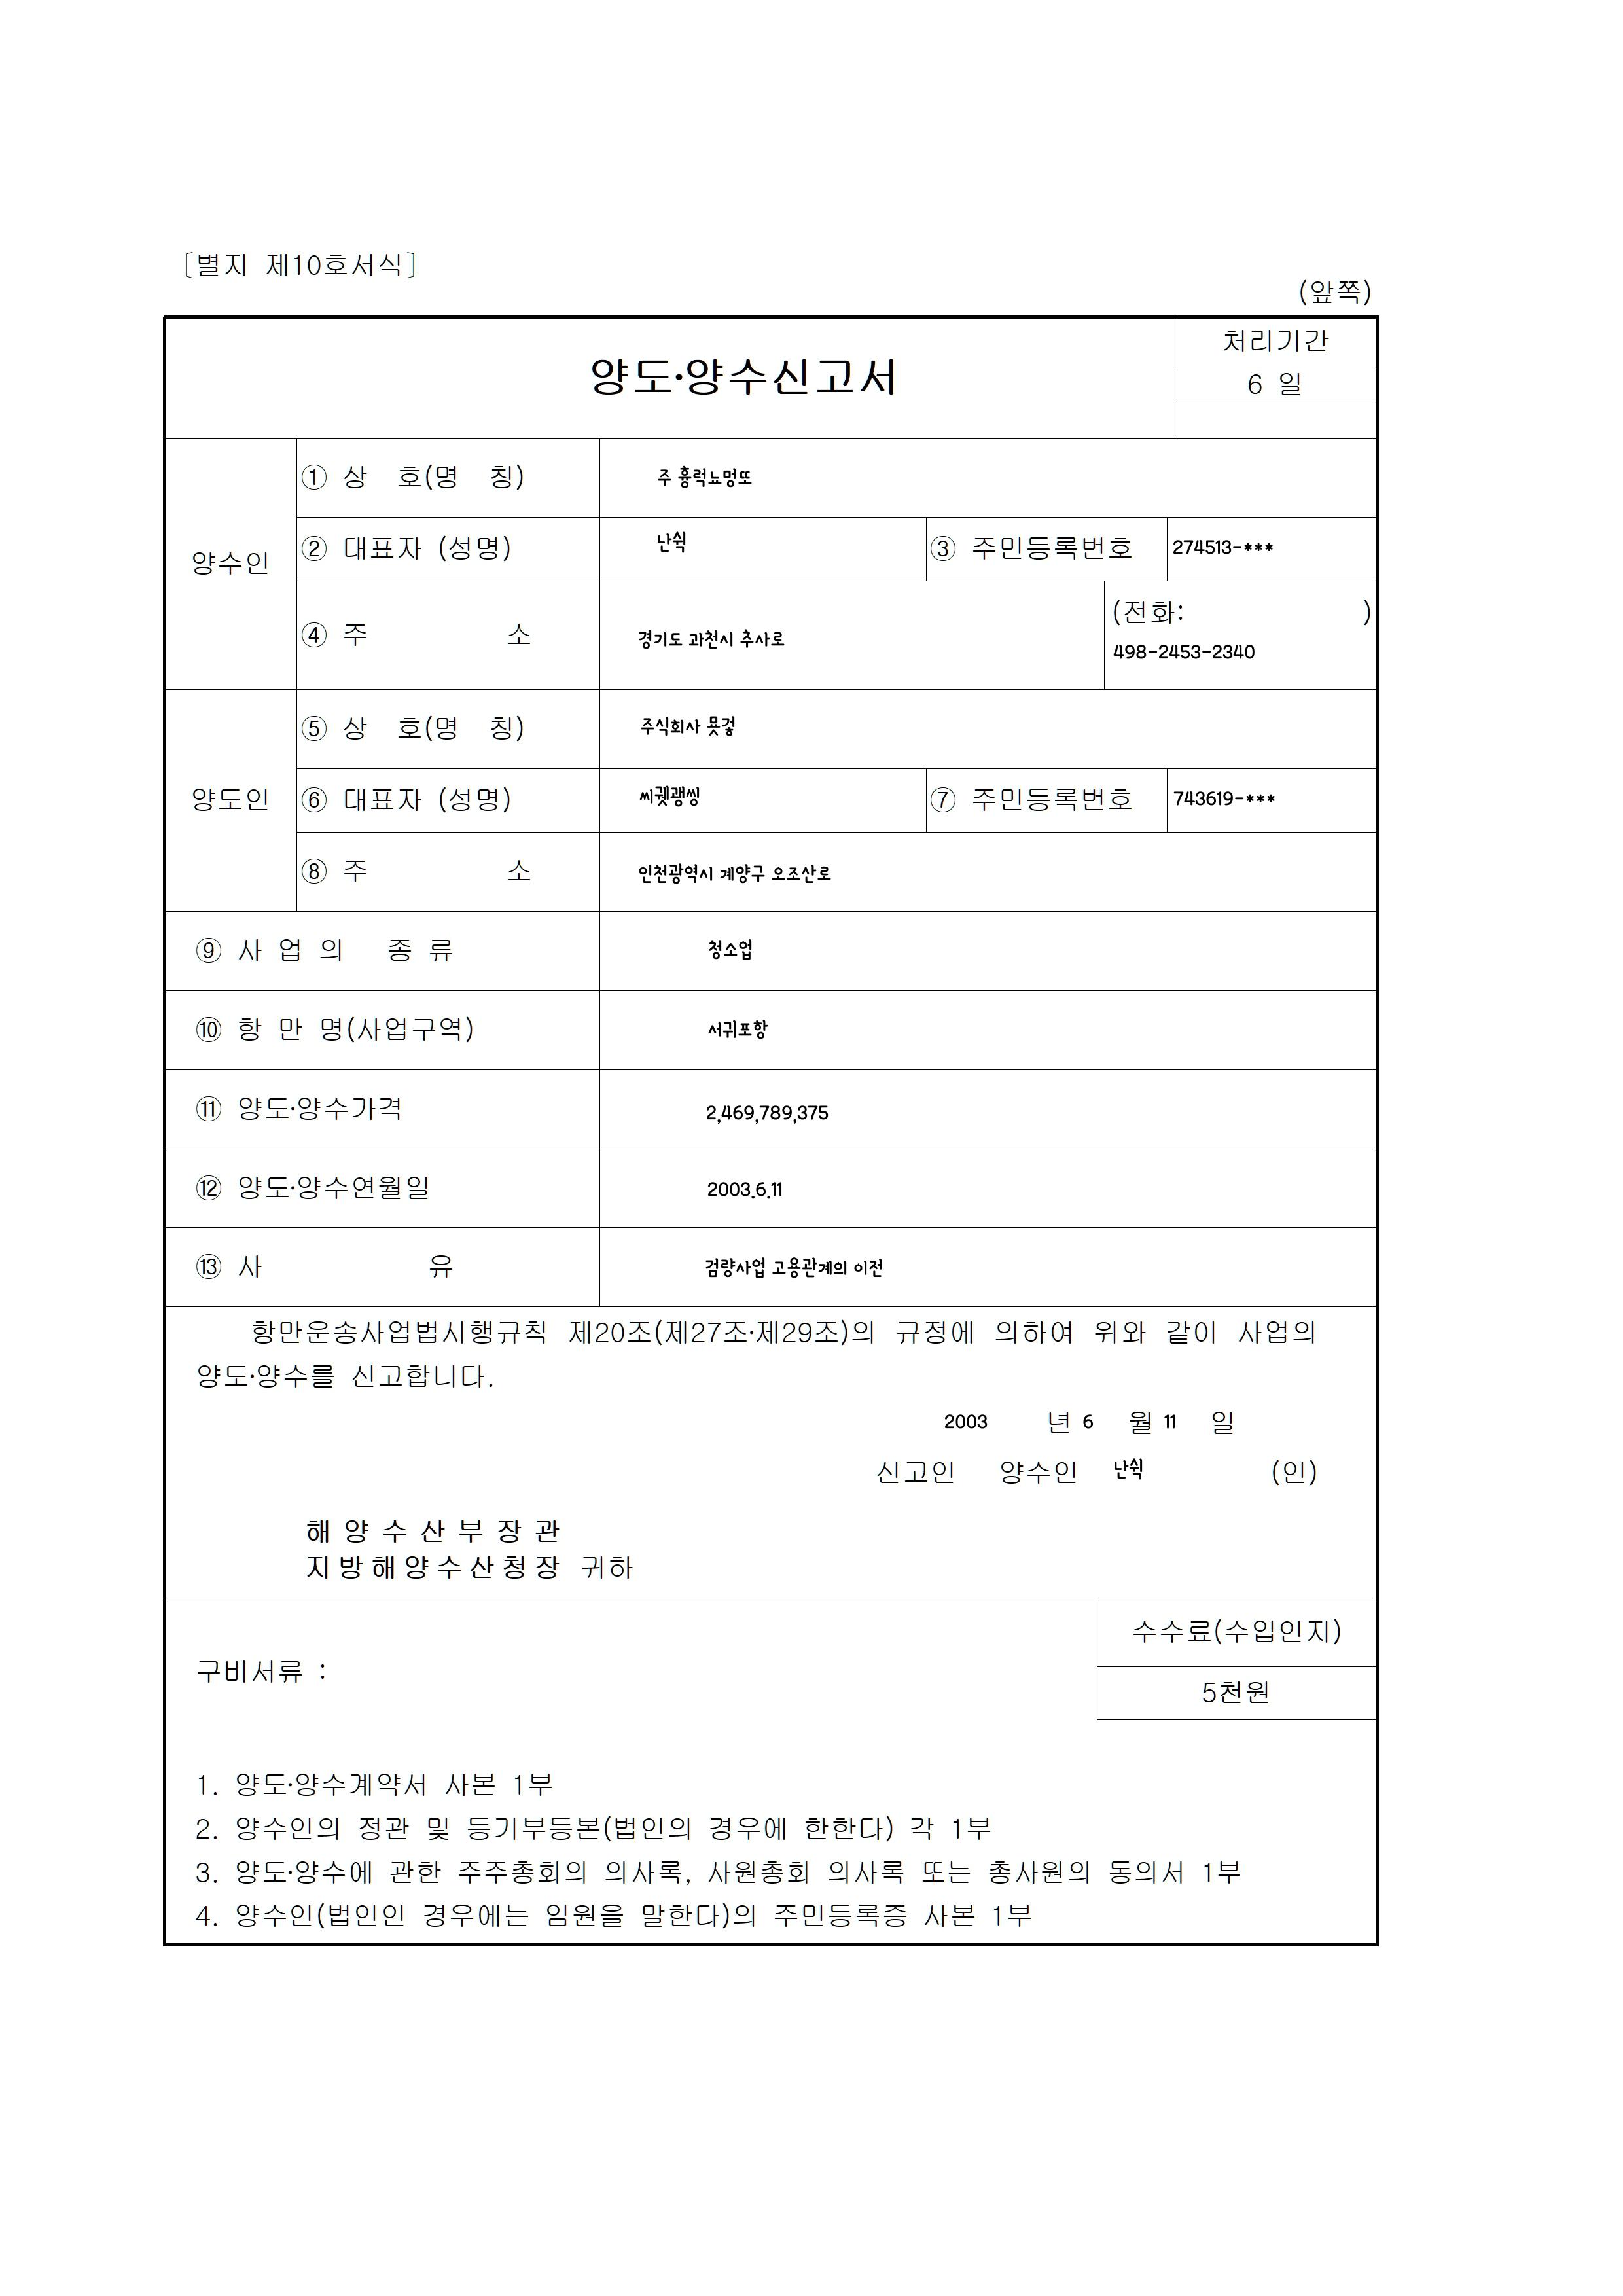 [별지 제10호서식]
(앞쪽)
양도·양수신고서
처리기간
6 일
양수인
① 상 호(명 칭)
주 흉럭뇨멍또
② 대표자 (성명)
난쉭
③ 주민등록번호
274513-***
④ 주 소
경기도 과천시 추사로
(전화: )
498-2453-2340
양도인
⑤ 상 호(명 칭)
주식회사
⑥ 대표자 (성명)
⑦ 주민등록번호
743619-***
⑧ 주 소
인천광역시 계양구 오조산로
⑨ 사 업 의 종 류
청소업
⑩ 항 만 명(사업구역)
서귀포항
⑪ 양도·양수가격
2,469,789,375
⑫ 양도·양수연월일
2003.6.11
⑬ 사 유
검량사업 고용관계의 이전
항만운송사업법시행규칙 제20조(제27조·제29조)의 규정에 의하여 위와 같이 사업의
양도·양수를 신고합니다.
2003 년 6 월 11 일
신고인 양수인 난쉭 (인)
해 양 수 산 부 장 관
지 방 해 양 수 산 청 장 귀하
구비서류 :
수수료(수입인지)
5천원
1. 양도·양수계약서 사본 1부
2. 양수인의 정관 및 등기부등본(법인의 경우에 한한다) 각 1부
3. 양도·양수에 관한 주주총회의 의사록, 사원총회 의사록 또는 총사원의 동의서 1부
4. 양수인(법인인 경우에는 임원을 말한다)의 주민등록증 사본 1부